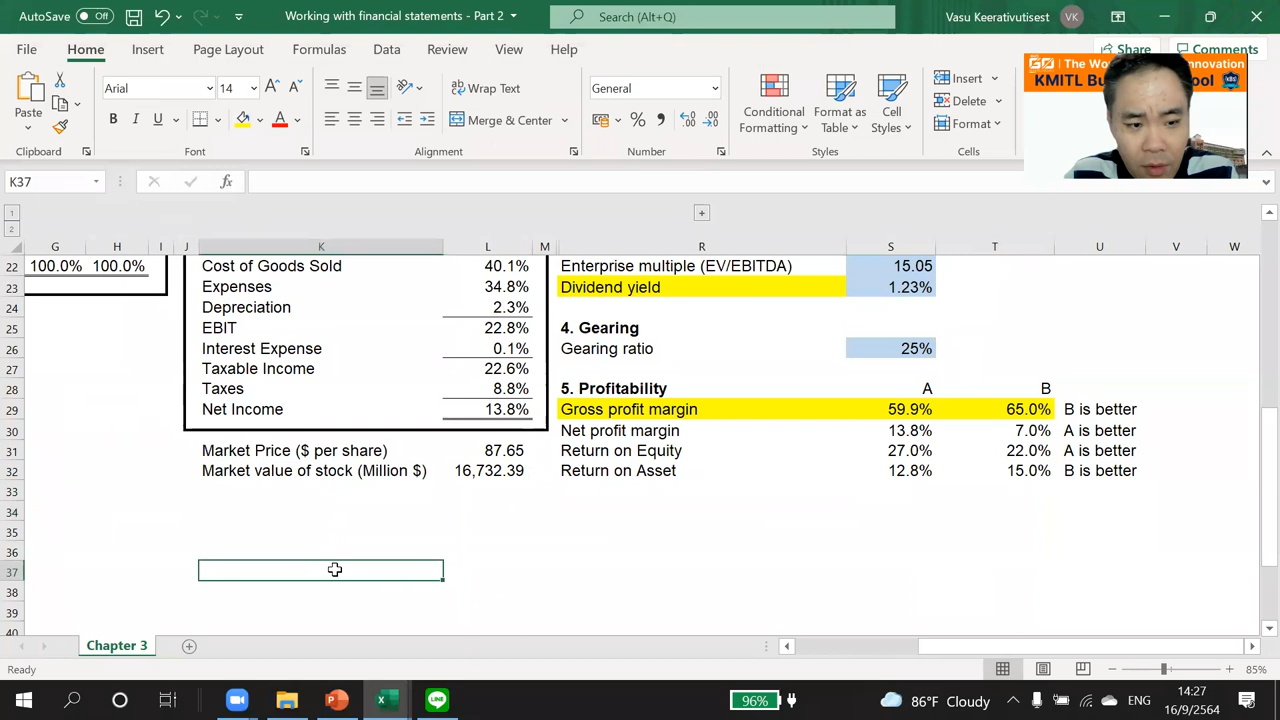 AutoSave Off Working with financial statements - Part 2 Search (Alt+Q) Vasu Keerativutisest VK
File Home Insert Page Layout Formulas Data Review View Help Share Comments
GO | The Wor nnovation
KMITL Bu ool
Paste Arial 14 Wrap Text General Conditional Formatting Format as Table Cell Styles Insert
B I U A Merge & Center % Delete
Format
Clipboard Font Alignment Number Styles Cells
K37 fx
1
2
G H I J K L M R S T U V W
22 100.0% 100.0% Cost of Goods Sold 40.1% Enterprise multiple (EV/EBITDA) 15.05
23 Expenses 34.8% Dividend yield 1.23%
24 Depreciation 2.3%
25 EBIT 22.8% 4. Gearing
26 Interest Expense 0.1% Gearing ratio 25%
27 Taxable Income 22.6%
28 Taxes 8.8% 5. Profitability A B
29 Net Income 13.8% Gross profit margin 59.9% 65.0% B is better
30 Net profit margin 13.8% 7.0% A is better
31 Market Price ($ per share) 87.65 Return on Equity 27.0% 22.0% A is better
32 Market value of stock (Million $) 16,732.39 Return on Asset 12.8% 15.0% B is better
33
34
35
36
37
38
39
40
Chapter 3
Ready 85%
96% 86°F Cloudy ENG 14:27
16/9/2564